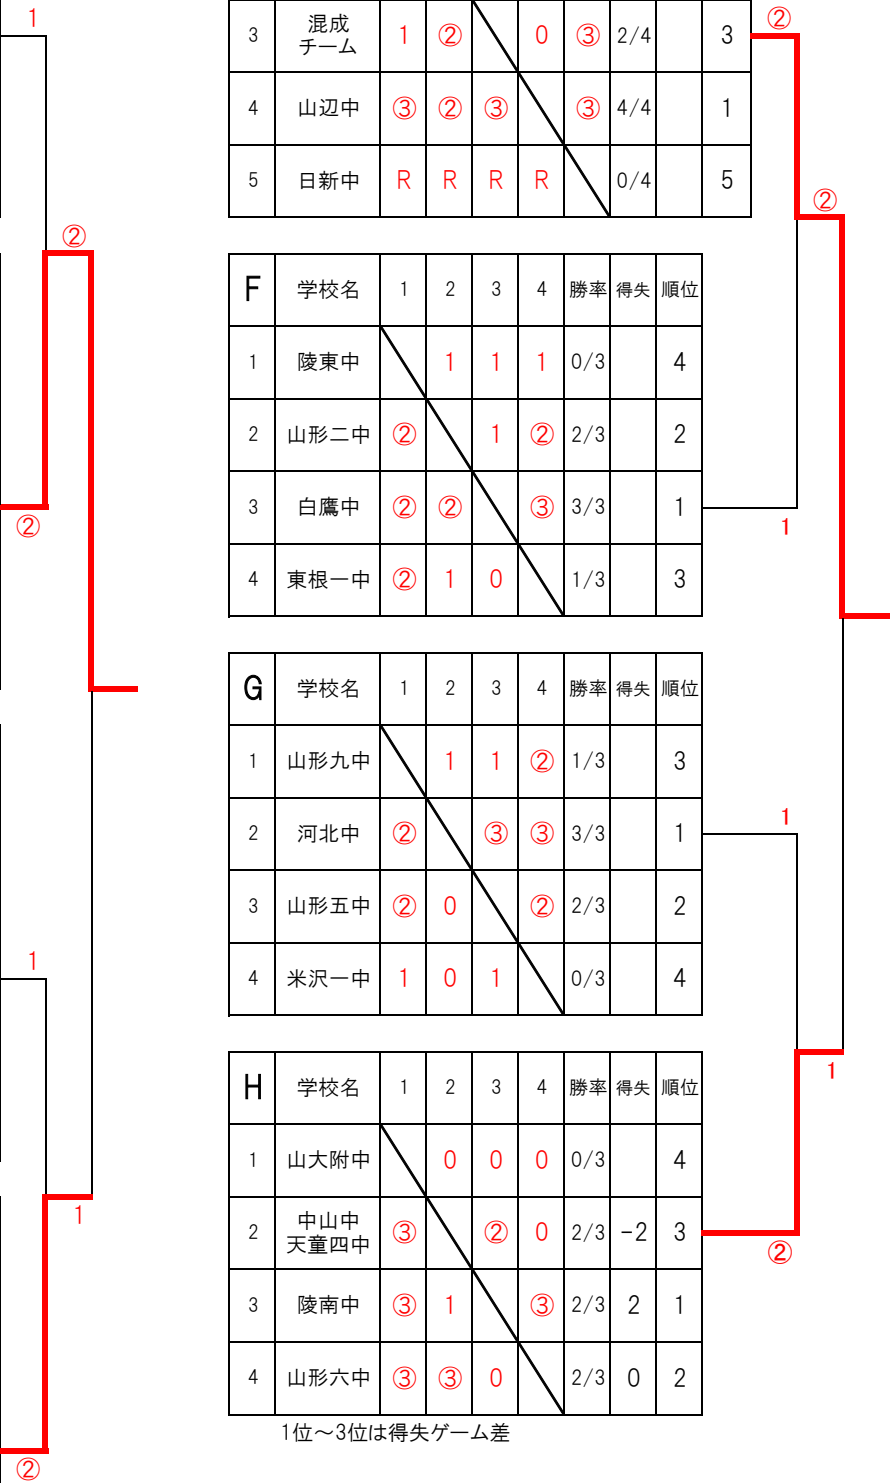 1
3 混成チーム 1 ② 0 ③ 2/4 3
②
4 山辺中 ③ ② ③ ③ 4/4 1
5 日新中 R R R R 0/4 5
②
②
F 学校名 1 2 3 4 勝率 得失 順位
1 陵東中 1 1 1 0/3 4
2 山形二中 ② 1 ② 2/3 2
3 白鷹中 ② ② ③ 3/3 1
②
1
4 東根一中 ② 1 0 1/3 3
G 学校名 1 2 3 4 勝率 得失 順位
1 山形九中 1 1 ② 1/3 3
1
2 河北中 ② ③ ③ 3/3 1
3 山形五中 ② 0 ② 2/3 2
1
4 米沢一中 1 0 1 0/3 4
1
H 学校名 1 2 3 4 勝率 得失 順位
1 山大附中 0 0 0 0/3 4
1
2 中山中天童四中 ③ ② 0 2/3 -2 3
②
3 陵南中 ③ 1 ③ 2/3 2 1
4 山形六中 ③ ③ 0 2/3 0 2
1位～3位は得失ゲーム差
②